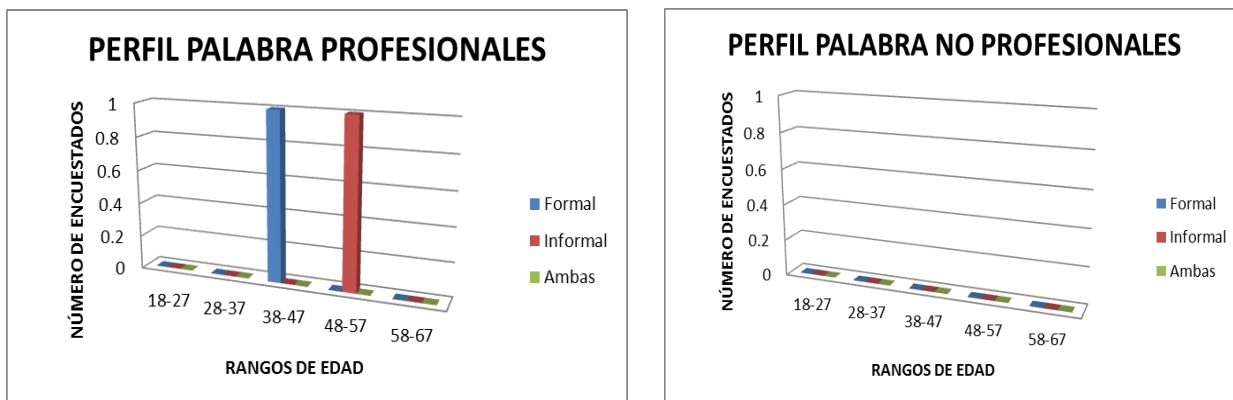 PERFIL PALABRA PROFESIONALES
NÚMERO DE ENCUESTADOS
1
0.8
0.6
0.4
0.2
0
18-27
28-37
38-47
48-57
58-67
RANGOS DE EDAD
Formal
Informal
Ambas
PERFIL PALABRA NO PROFESIONALES
NÚMERO DE ENCUESTADOS
1
0.8
0.6
0.4
0.2
0
18-27
28-37
38-47
48-57
58-67
RANGOS DE EDAD
Formal
Informal
Ambas